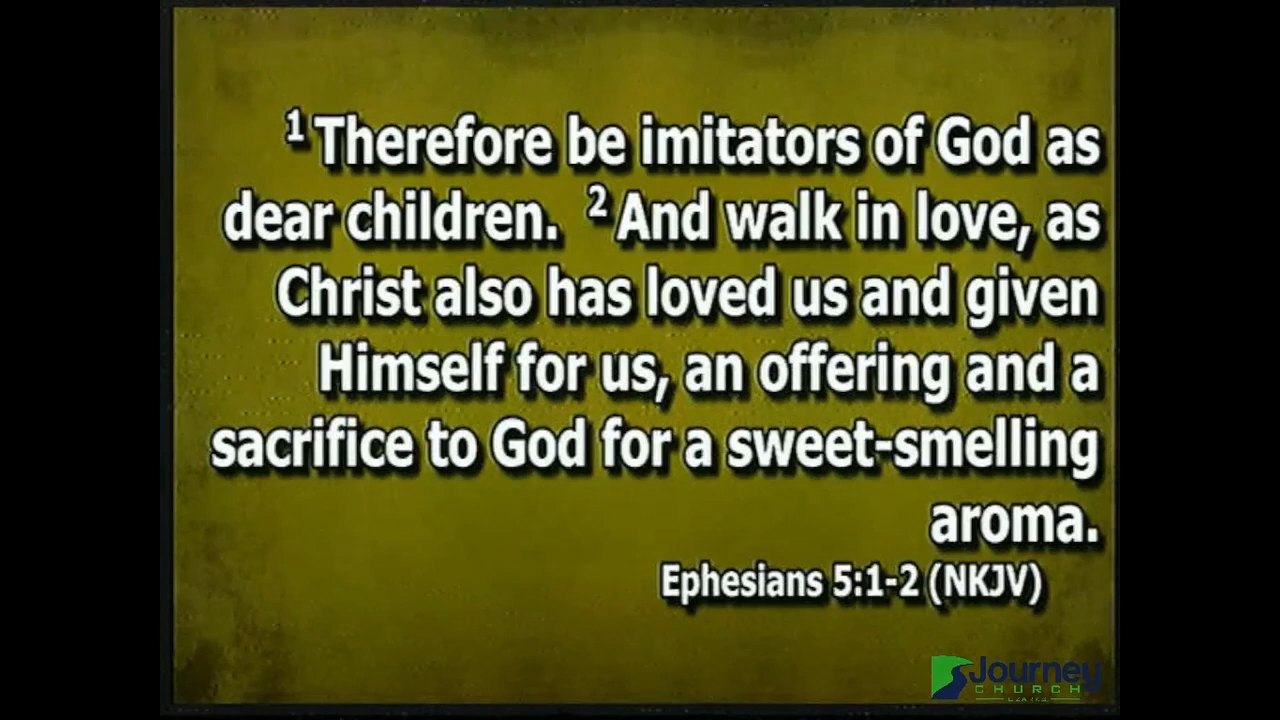 1 Therefore be imitators of God as
dear children. 2 And walk in love, as
Christ also has loved us and given
Himself for us, an offering and a
sacrifice to God for a sweet-smelling
aroma.
Ephesians 5:1-2 (NKJV)
Journey
CHURCH